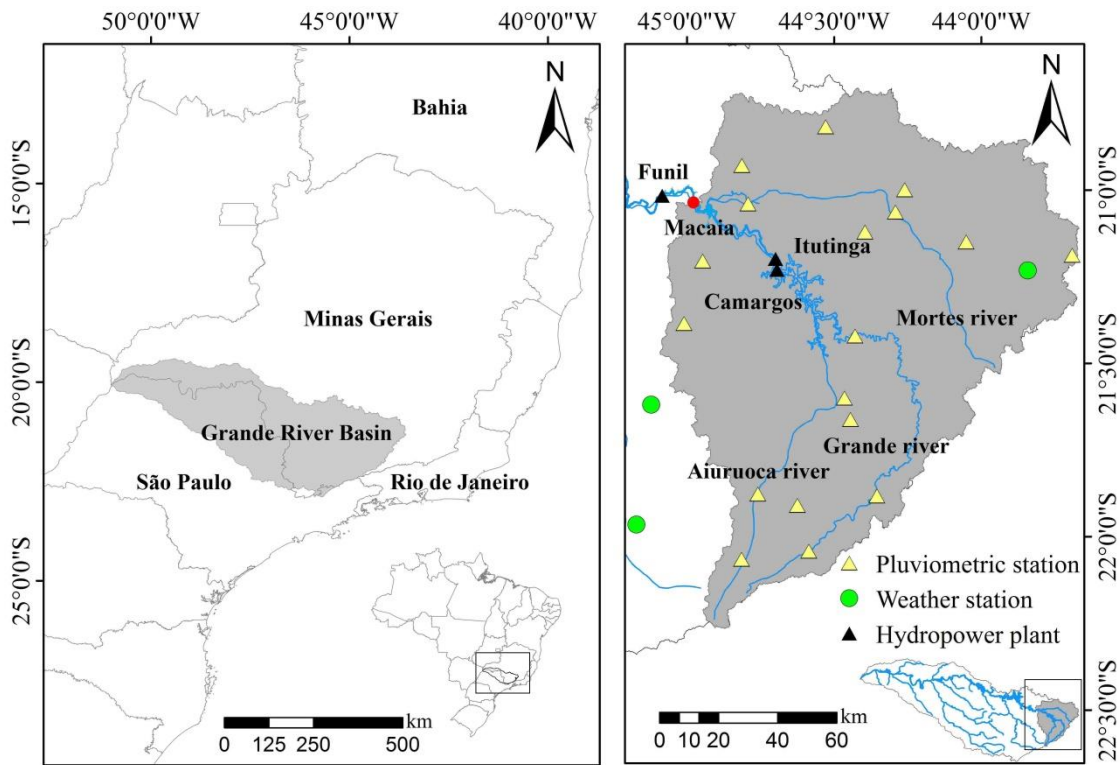 50°0'0"W
45°0'0"W
40°0'0"W
15°0'0"S
20°0'0"S
25°0'0"S
N
Bahia
Minas Gerais
Grande River Basin
São Paulo
Rio de Janeiro
km
0 125 250 500
45°0'0"W
44°30'0"W
44°0'0"W
N
21°0'0"S
21°30'0"S
22°0'0"S
22°30'0"S
Funil
Macaia
Itutinga
Camargos
Mortes river
Grande river
Aiuruoca river
Pluviometric station
Weather station
Hydropower plant
km
0 10 20 40 60